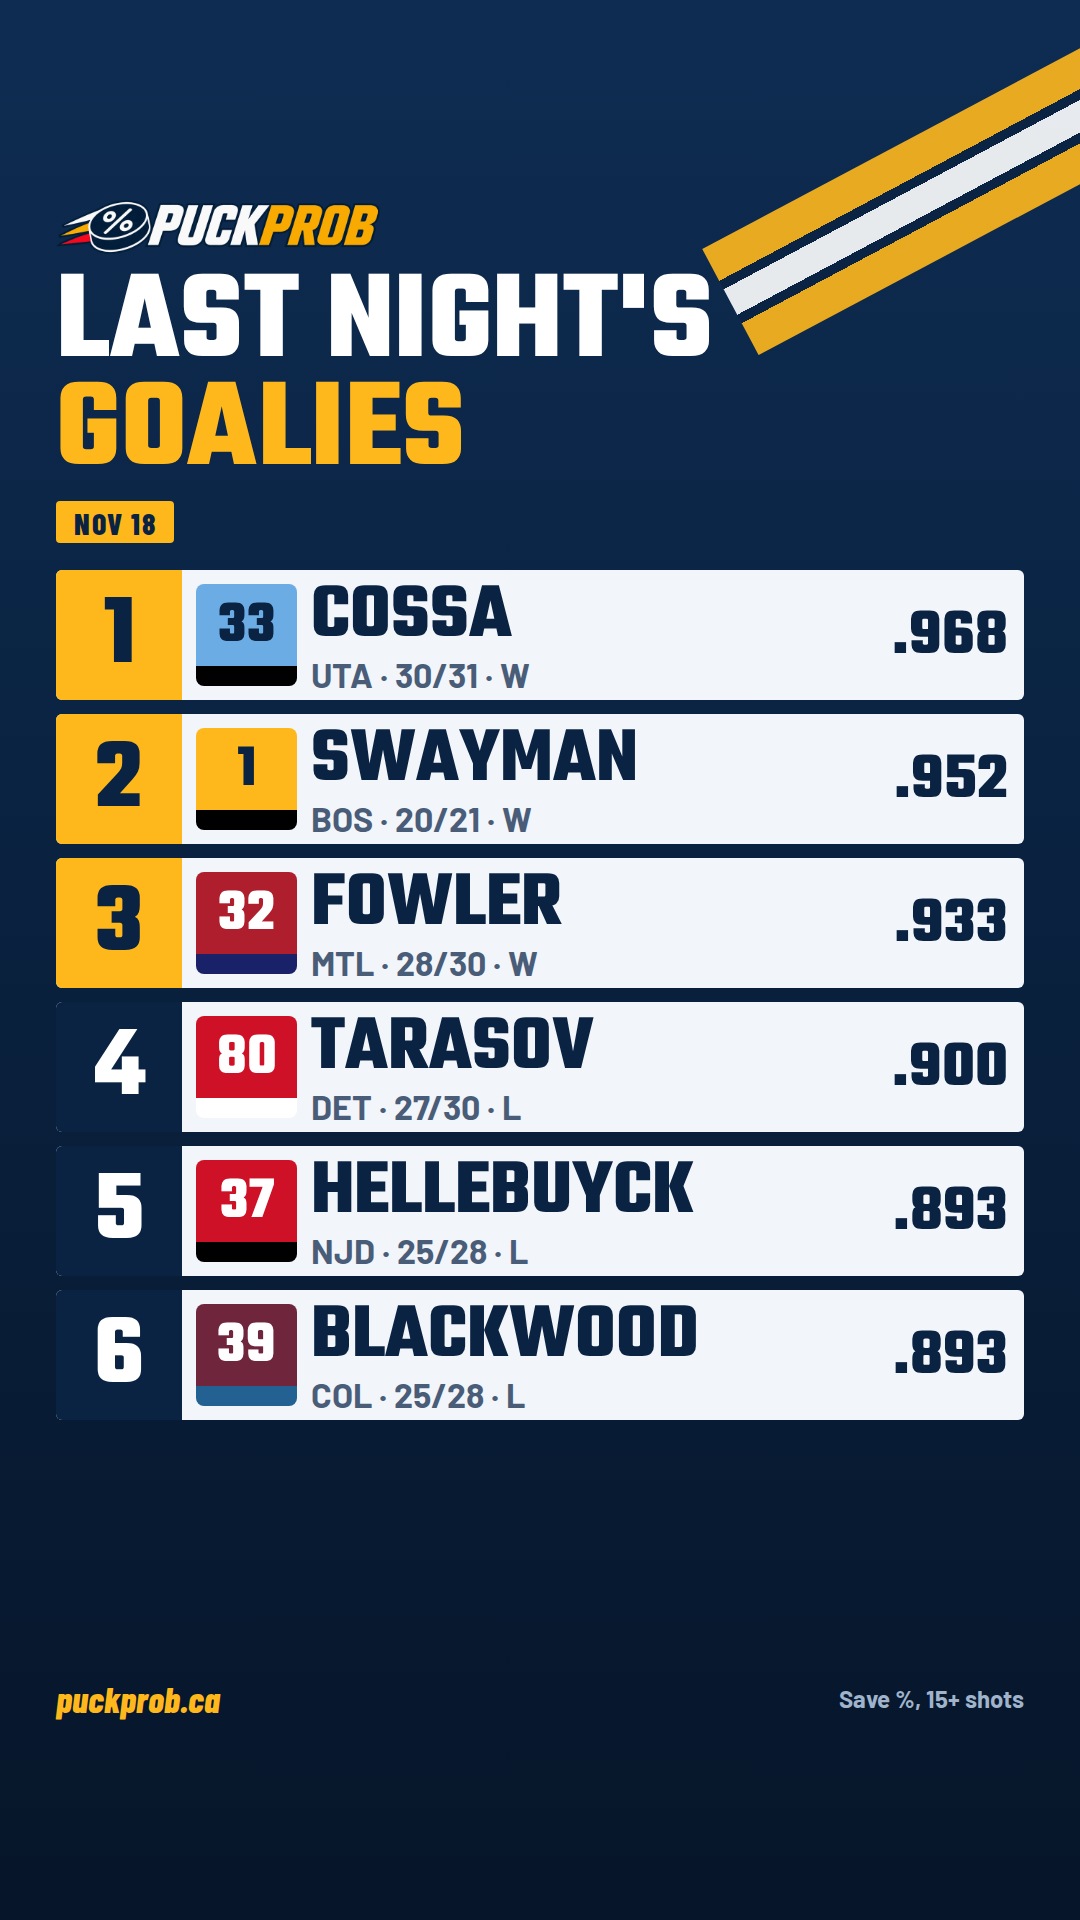 % PUCKPROB
LAST NIGHT'S
GOALIES
NOV 18
1 33 COSSA .968
UTA · 30/31 · W
2 1 SWAYMAN .952
BOS · 20/21 · W
3 32 FOWLER .933
MTL · 28/30 · W
4 80 TARASOV .900
DET · 27/30 · L
5 37 HELLEBUYCK .893
NJD · 25/28 · L
6 39 BLACKWOOD .893
COL · 25/28 · L
puckprob.ca Save %, 15+ shots